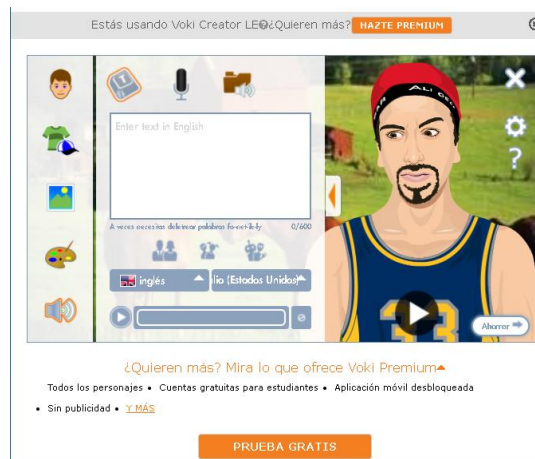 Estás usando Voki Creator LE ¿Quieren más? HAZTE PREMIUM
T
Enter text in English
A veces necesitas deletrear palabras fo-net-ik-ly 0/600
inglés
lio (Estados Unidos)
ALI G
33
Ahorrar
¿Quieren más? Mira lo que ofrece Voki Premium
Todos los personajes • Cuentas gratuitas para estudiantes • Aplicación móvil desbloqueada
• Sin publicidad • Y MÁS
PRUEBA GRATIS